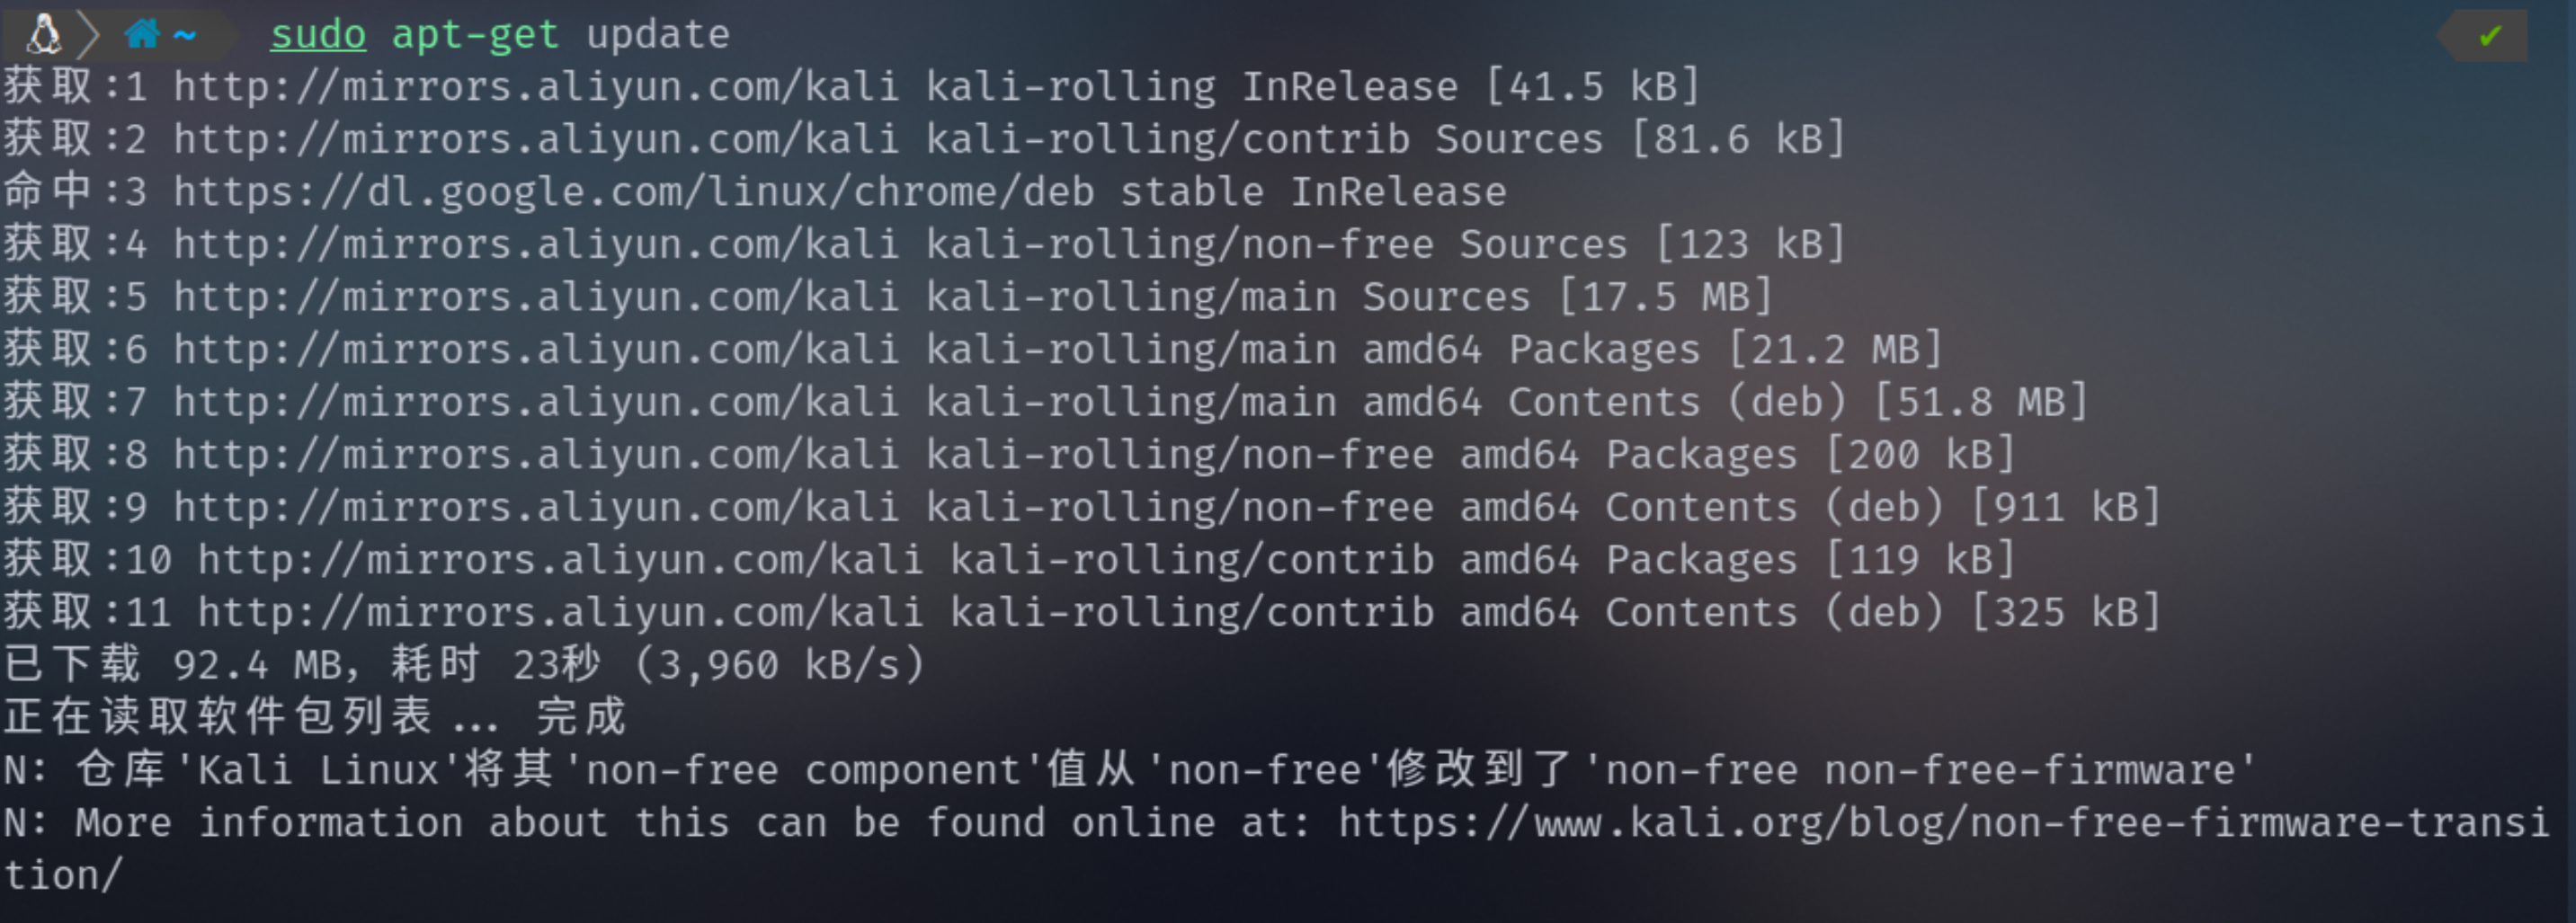 ~ sudo apt-get update ✔
获取:1 http://mirrors.aliyun.com/kali kali-rolling InRelease [41.5 kB]
获取:2 http://mirrors.aliyun.com/kali kali-rolling/contrib Sources [81.6 kB]
命中:3 https://dl.google.com/linux/chrome/deb stable InRelease
获取:4 http://mirrors.aliyun.com/kali kali-rolling/non-free Sources [123 kB]
获取:5 http://mirrors.aliyun.com/kali kali-rolling/main Sources [17.5 MB]
获取:6 http://mirrors.aliyun.com/kali kali-rolling/main amd64 Packages [21.2 MB]
获取:7 http://mirrors.aliyun.com/kali kali-rolling/main amd64 Contents (deb) [51.8 MB]
获取:8 http://mirrors.aliyun.com/kali kali-rolling/non-free amd64 Packages [200 kB]
获取:9 http://mirrors.aliyun.com/kali kali-rolling/non-free amd64 Contents (deb) [911 kB]
获取:10 http://mirrors.aliyun.com/kali kali-rolling/contrib amd64 Packages [119 kB]
获取:11 http://mirrors.aliyun.com/kali kali-rolling/contrib amd64 Contents (deb) [325 kB]
已下载 92.4 MB，耗时 23秒 (3,960 kB/s)
正在读取软件包列表... 完成
N: 仓库'Kali Linux'将其'non-free component'值从'non-free'修改到了'non-free non-free-firmware'
N: More information about this can be found online at: https://www.kali.org/blog/non-free-firmware-transi
tion/